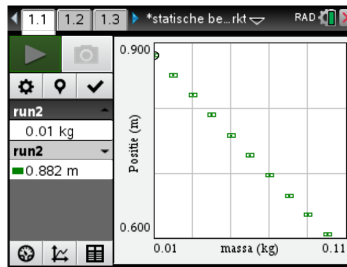 1.1 1.2 1.3 *statische be...rkt RAD
run2
0.01 kg
run2
0.882 m
0.900
Positie (m)
0.600
0.01 massa (kg) 0.11